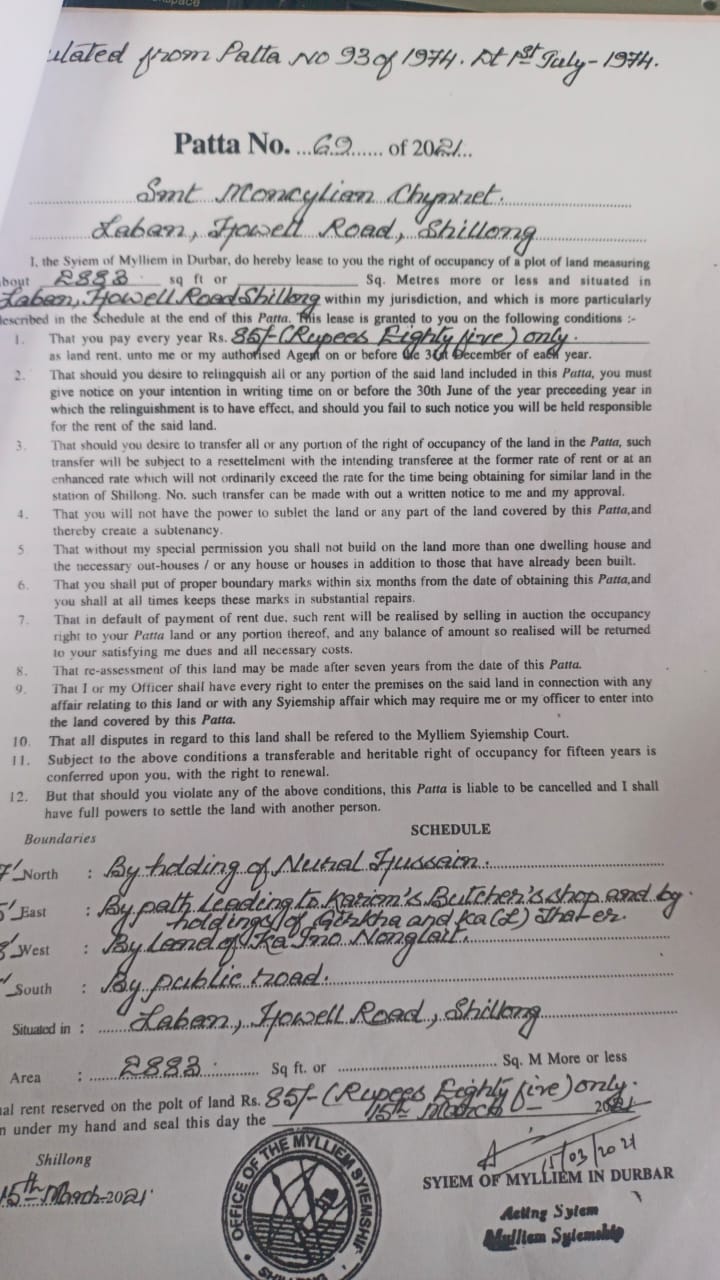 ulated from Patta No 93 of 1974. Dt 1st July-1974.
Patta No. ...69...... of 2021...
Smt Moncylian Chynret.
Laban, Howell Road, Shillong
I, the Syiem of Mylliem in Durbar, do hereby lease to you the right of occupancy of a plot of land measuring
bout 2883 sq ft or ____________ Sq. Metres more or less and situated in
Laban, Howell Road Shillong within my jurisdiction, and which is more particularly
described in the Schedule at the end of this Patta. This lease is granted to you on the following conditions :-
1. That you pay every year Rs. 85/- (Rupees Eighty five) only.
as land rent. unto me or my authorised Agent on or before the 30t December of each year.
2. That should you desire to relingquish all or any portion of the said land included in this Patta, you must
give notice on your intention in writing time on or before the 30th June of the year preceeding year in
which the relinguishment is to have effect, and should you fail to such notice you will be held responsible
for the rent of the said land.
3. That should you desire to transfer all or any portion of the right of occupancy of the land in the Patta, such
transfer will be subject to a resettelment with the intending transferee at the former rate of rent or at an
enhanced rate which will not ordinarily exceed the rate for the time being obtaining for similar land in the
station of Shillong. No. such transfer can be made with out a written notice to me and my approval.
4. That you will not have the power to sublet the land or any part of the land covered by this Patta,and
thereby create a subtenancy.
5 That without my special permission you shall not build on the land more than one dwelling house and
the necessary out-houses / or any house or houses in addition to those that have already been built.
6. That you shall put of proper boundary marks within six months from the date of obtaining this Patta,and
you shall at all times keeps these marks in substantial repairs.
7. That in default of payment of rent due. such rent will be realised by selling in auction the occupancy
right to your Patta land or any portion thereof, and any balance of amount so realised will be returned
to your satisfying me dues and all necessary costs.
8. That re-assessment of this land may be made after seven years from the date of this Patta.
9. That I or my Officer shall have every right to enter the premises on the said land in connection with any
affair relating to this land or with any Syiemship affair which may require me or my officer to enter into
the land covered by this Patta.
10. That all disputes in regard to this land shall be refered to the Mylliem Syiemship Court.
11. Subject to the above conditions a transferable and heritable right of occupancy for fifteen years is
conferred upon you, with the right to renewal.
12. But that should you violate any of the above conditions, this Patta is liable to be cancelled and I shall
have full powers to settle the land with another person.
SCHEDULE
Boundaries
7' North : By holding of Nurul Hussain.
5' East : By path leading to Karim's Butcher's shop and by
holdings of Gurkha and Ka (L) Thater.
West : By Land of Ka Ino Nonglait.
South : By public road.
Situated in : Laban, Howell Road, Shillong
Area : 2883 Sq ft. or .......... Sq. M More or less
al rent reserved on the polt of land Rs. 85/- (Rupees Eighty five) only.
n under my hand and seal this day the 15th March 2021
Shillong
15th March-2021
15/03/2021
SYIEM OF MYLLIEM IN DURBAR
Acting Syiem
Mylliem Syiemship
OFFICE OF THE MYLLIEM SYIEMSHIP
SHILLONG